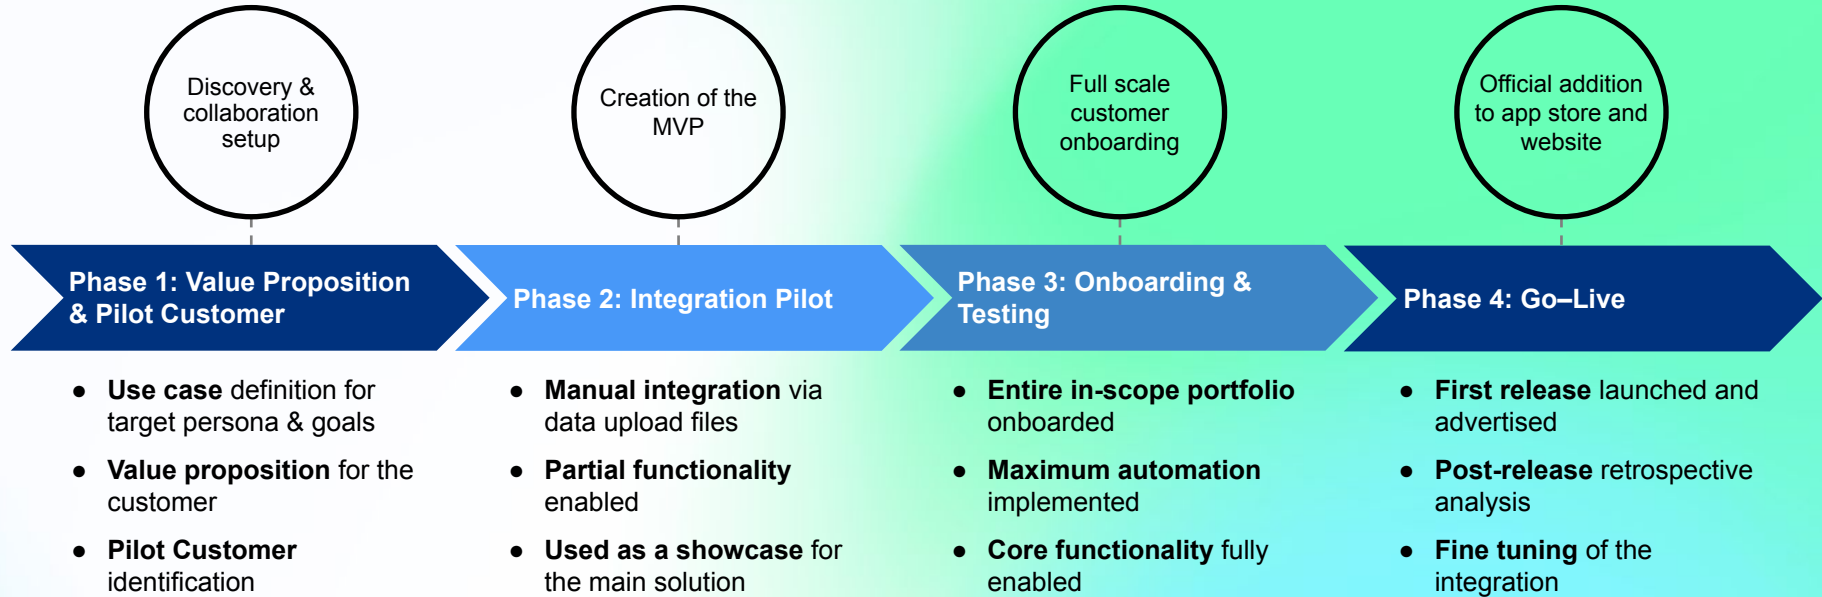 Discovery &
collaboration
setup
Creation of the
MVP
Full scale
customer
onboarding
Official addition
to app store and
website
Phase 1: Value Proposition
& Pilot Customer
Phase 2: Integration Pilot
Phase 3: Onboarding &
Testing
Phase 4: Go–Live
● Use case definition for
target persona & goals
● Value proposition for the
customer
● Pilot Customer
identification
● Manual integration via
data upload files
● Partial functionality
enabled
● Used as a showcase for
the main solution
● Entire in-scope portfolio
onboarded
● Maximum automation
implemented
● Core functionality fully
enabled
● First release launched and
advertised
● Post-release retrospective
analysis
● Fine tuning of the
integration